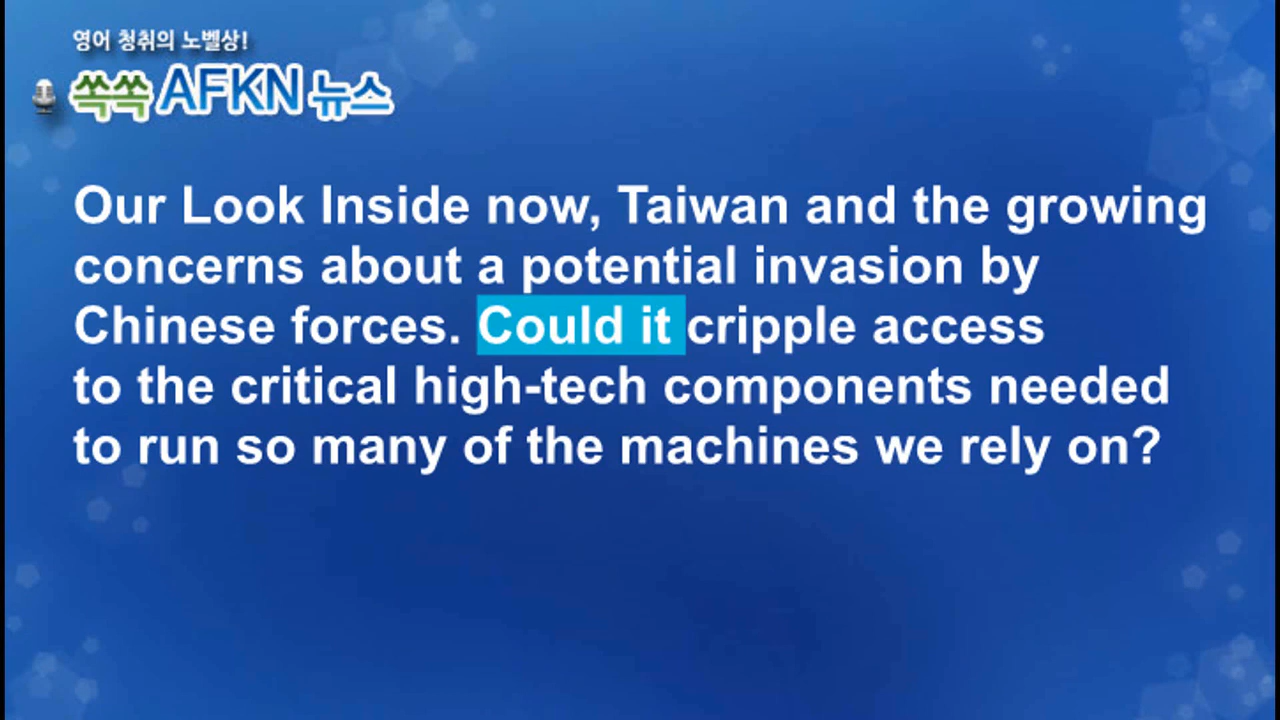 영어 청취의 노벨상!
쏙쏙 AFKN 뉴스
Our Look Inside now, Taiwan and the growing
concerns about a potential invasion by
Chinese forces. Could it cripple access
to the critical high-tech components needed
to run so many of the machines we rely on?